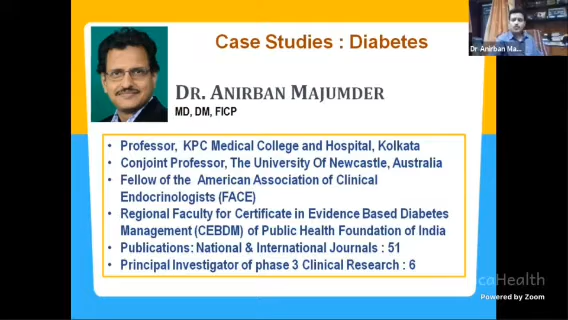 Case Studies : Diabetes
Dr Anirban Ma...
DR. ANIRBAN MAJUMDER
MD, DM, FICP
• Professor, KPC Medical College and Hospital, Kolkata
• Conjoint Professor, The University Of Newcastle, Australia
• Fellow of the American Association of Clinical
Endocrinologists (FACE)
• Regional Faculty for Certificate in Evidence Based Diabetes
Management (CEBDM) of Public Health Foundation of India
• Publications: National & International Journals : 51
• Principal Investigator of phase 3 Clinical Research : 6
caHealth
Powered by Zoom